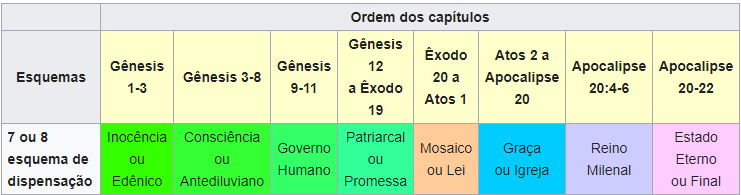 Ordem dos capítulos
Esquemas
Gênesis
1-3
Gênesis 3-8
Gênesis
9-11
Gênesis
12
a Êxodo
19
Êxodo
20 a
Atos 1
Atos 2 a
Apocalipse
20
Apocalipse
20:4-6
Apocalipse
20-22
7 ou 8
esquema de
dispensação
Inocência
ou
Edênico
Consciência
ou
Antediluviano
Governo
Humano
Patriarcal
ou
Promessa
Mosaico
ou Lei
Graça
ou Igreja
Reino
Milenal
Estado
Eterno
ou Final